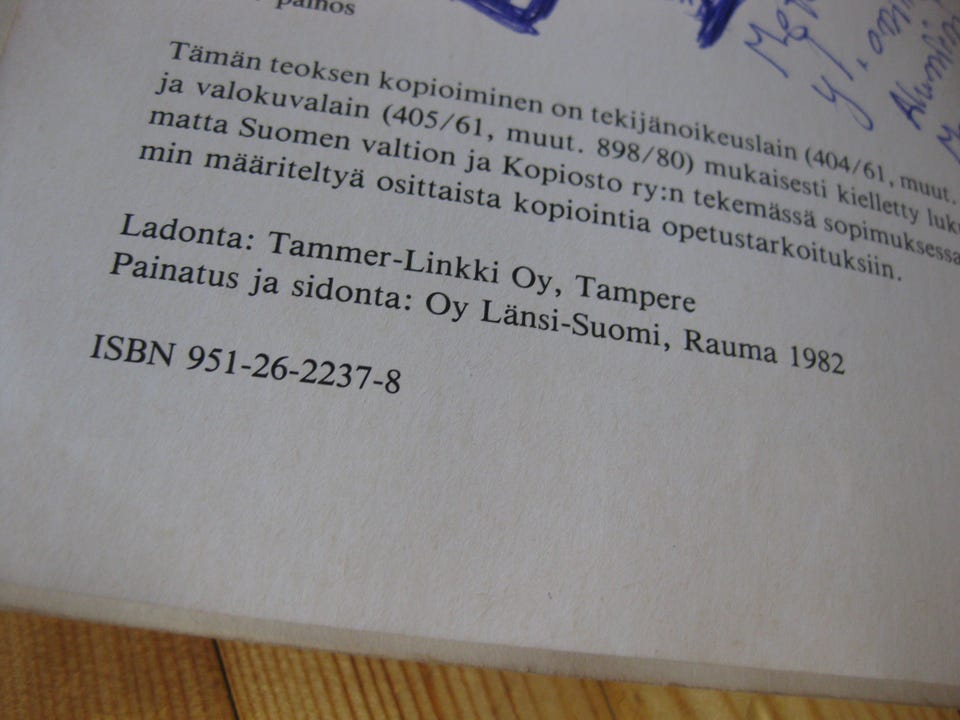 painos
Tämän teoksen kopioiminen on tekijänoikeuslain (404/61, muut.
ja valokuvalain (405/61, muut. 898/80) mukaisesti kielletty luku
matta Suomen valtion ja Kopiosto ry:n tekemässä sopimuksessa
min määriteltyä osittaista kopiointia opetustarkoituksiin.
Ladonta: Tammer-Linkki Oy, Tampere
Painatus ja sidonta: Oy Länsi-Suomi, Rauma 1982
ISBN 951-26-2237-8